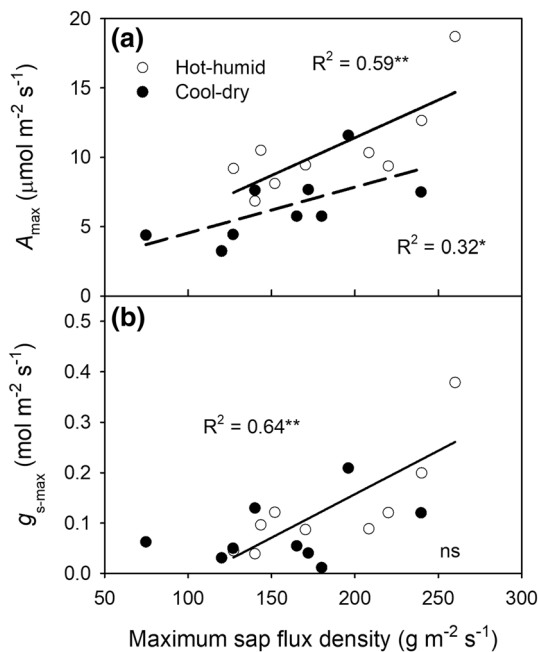 (a)
Hot-humid
Cool-dry
R² = 0.59**
R² = 0.32*
20
15
10
5
0
A_max (µmol m⁻² s⁻¹)
(b)
R² = 0.64**
ns
0.5
0.4
0.3
0.2
0.1
0.0
g_s-max (mol m⁻² s⁻¹)
50 100 150 200 250 300
Maximum sap flux density (g m⁻² s⁻¹)